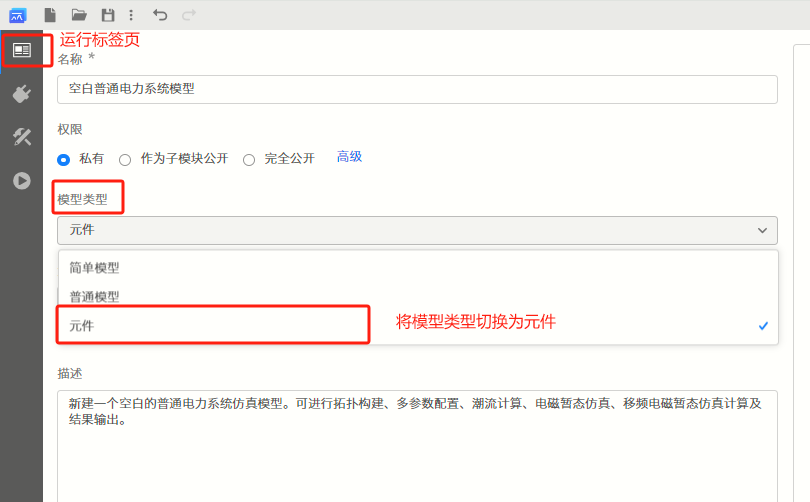 运行标签页
名称 *
空白普通电力系统模型
权限
私有 作为子模块公开 完全公开 高级
模型类型
元件
简单模型
普通模型
元件 将模型类型切换为元件
描述
新建一个空白的普通电力系统仿真模型。可进行拓扑构建、多参数配置、潮流计算、电磁暂态仿真、移频电磁暂态仿真计算及
结果输出。